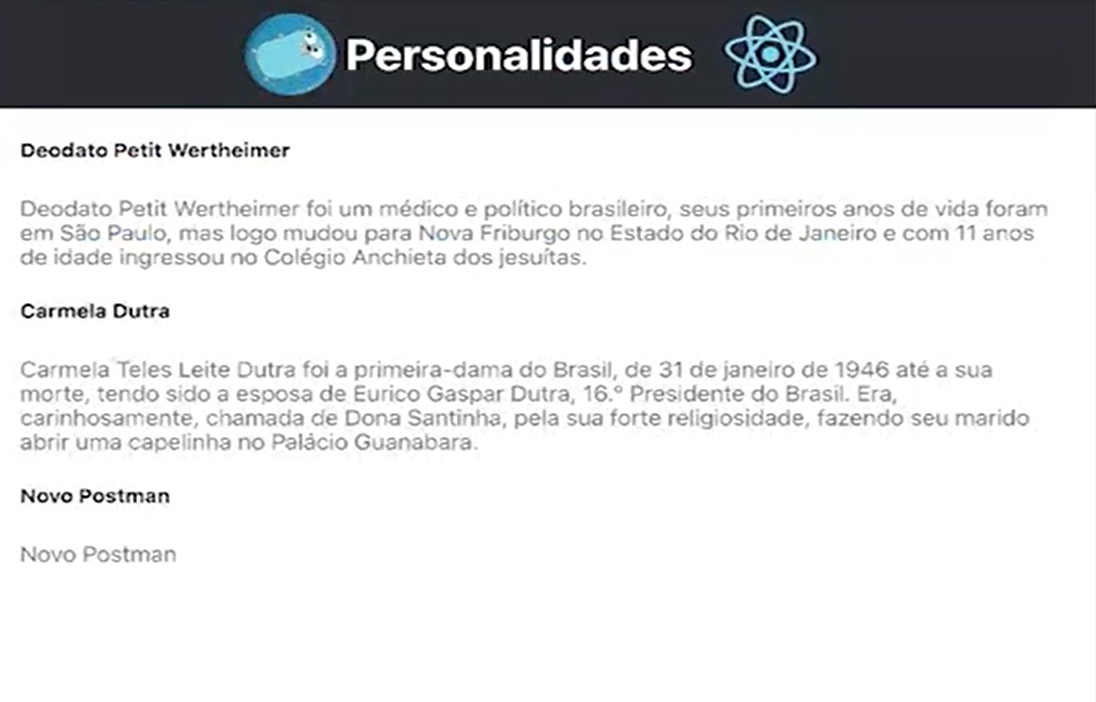 Personalidades
Deodato Petit Wertheimer
Deodato Petit Wertheimer foi um médico e político brasileiro, seus primeiros anos de vida foram
em São Paulo, mas logo mudou para Nova Friburgo no Estado do Rio de Janeiro e com 11 anos
de idade ingressou no Colégio Anchieta dos jesuítas.
Carmela Dutra
Carmela Teles Leite Dutra foi a primeira-dama do Brasil, de 31 de janeiro de 1946 até a sua
morte, tendo sido a esposa de Eurico Gaspar Dutra, 16.º Presidente do Brasil. Era,
carinhosamente, chamada de Dona Santinha, pela sua forte religiosidade, fazendo seu marido
abrir uma capelinha no Palácio Guanabara.
Novo Postman
Novo Postman